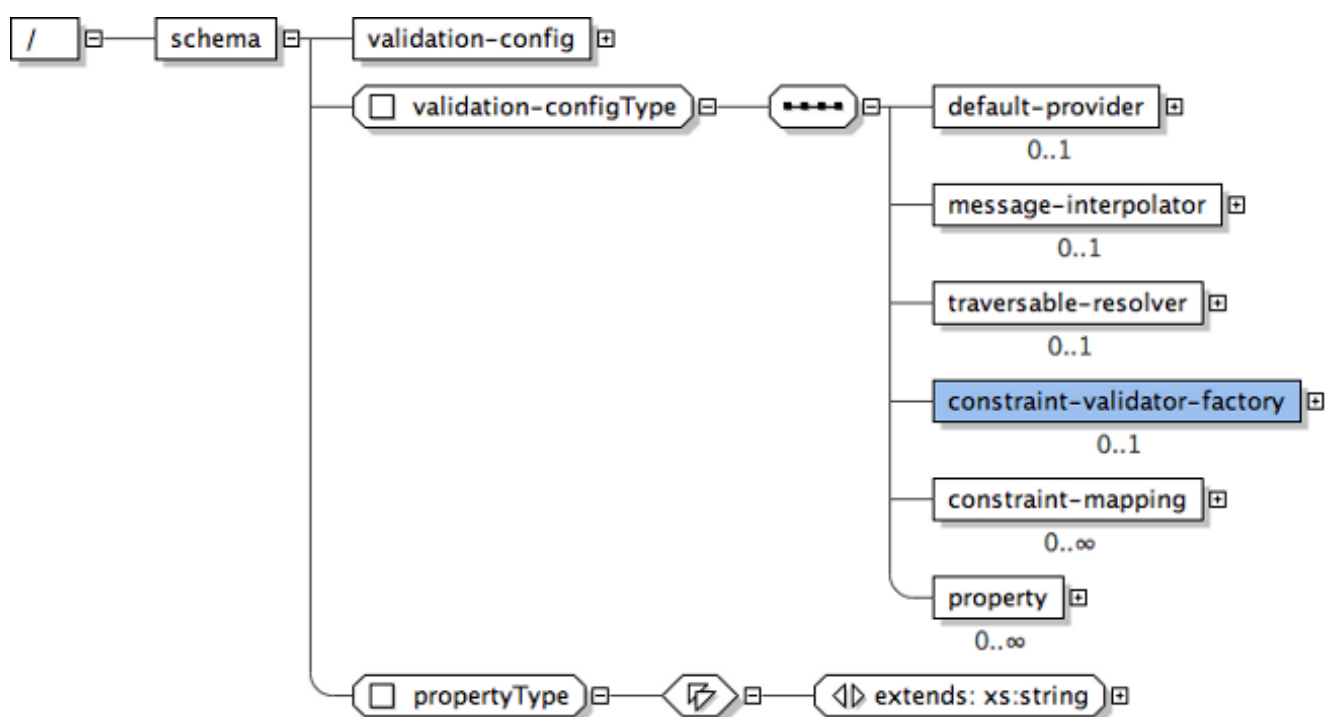 / schema validation-config
validation-configType default-provider
0..1
message-interpolator
0..1
traversable-resolver
0..1
constraint-validator-factory
0..1
constraint-mapping
0..∞
property
0..∞
propertyType extends: xs:string